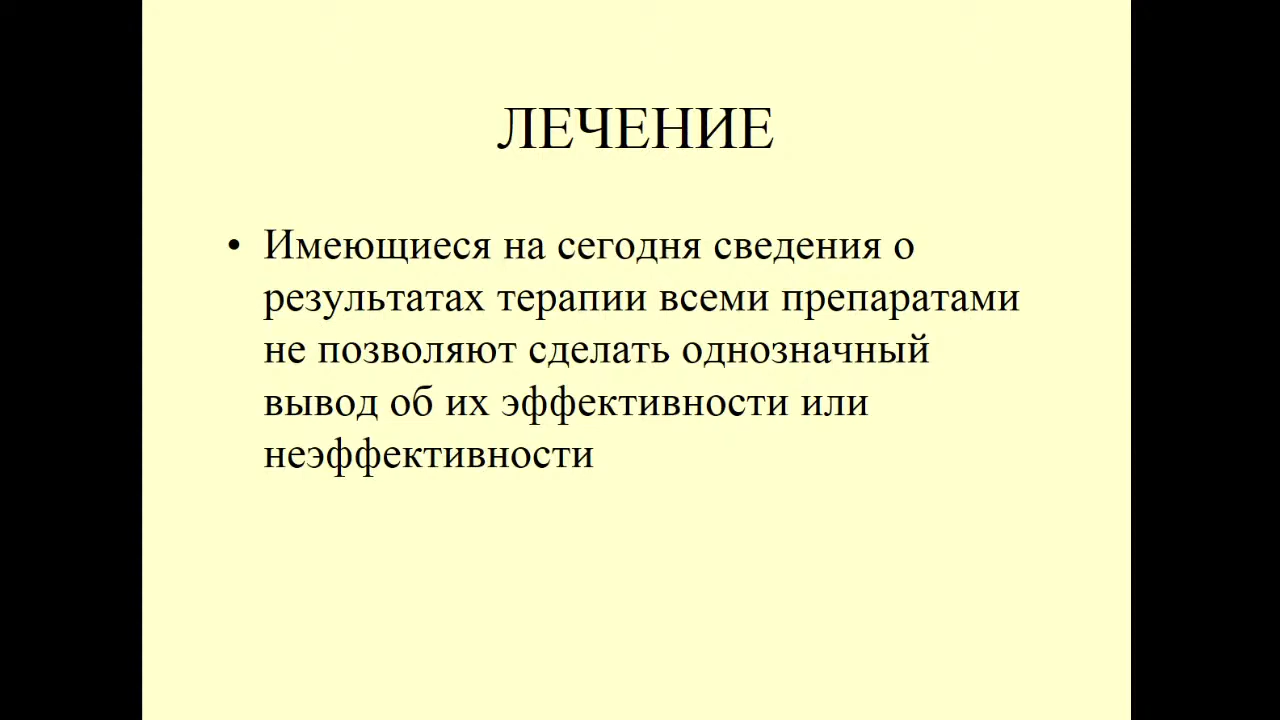 ЛЕЧЕНИЕ
• Имеющиеся на сегодня сведения о
результатах терапии всеми препаратами
не позволяют сделать однозначный
вывод об их эффективности или
неэффективности